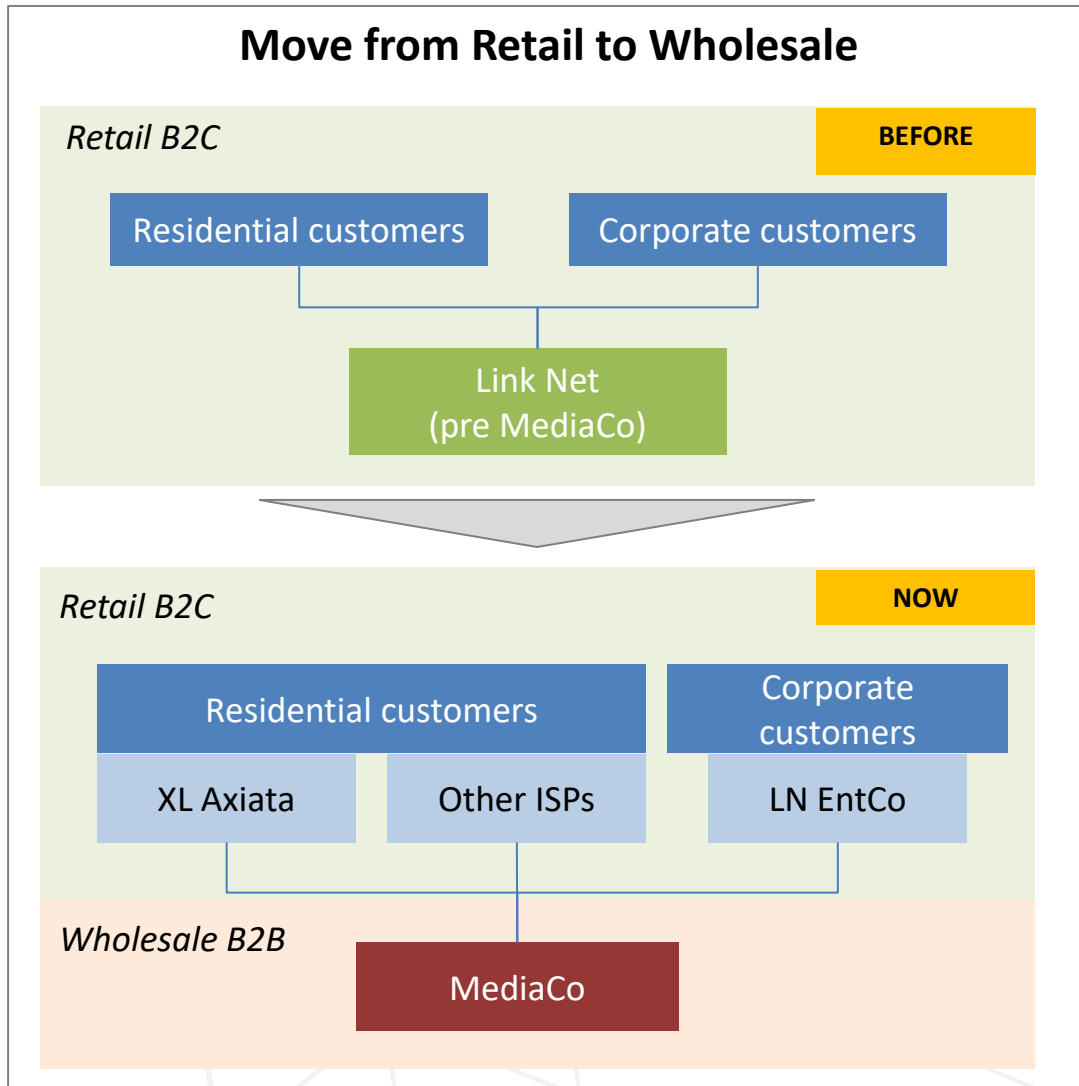 Move from Retail to Wholesale
Retail B2C
BEFORE
Residential customers
Corporate customers
Link Net
(pre MediaCo)
Retail B2C
NOW
Residential customers
Corporate
customers
XL Axiata
Other ISPs
LN EntCo
Wholesale B2B
MediaCo